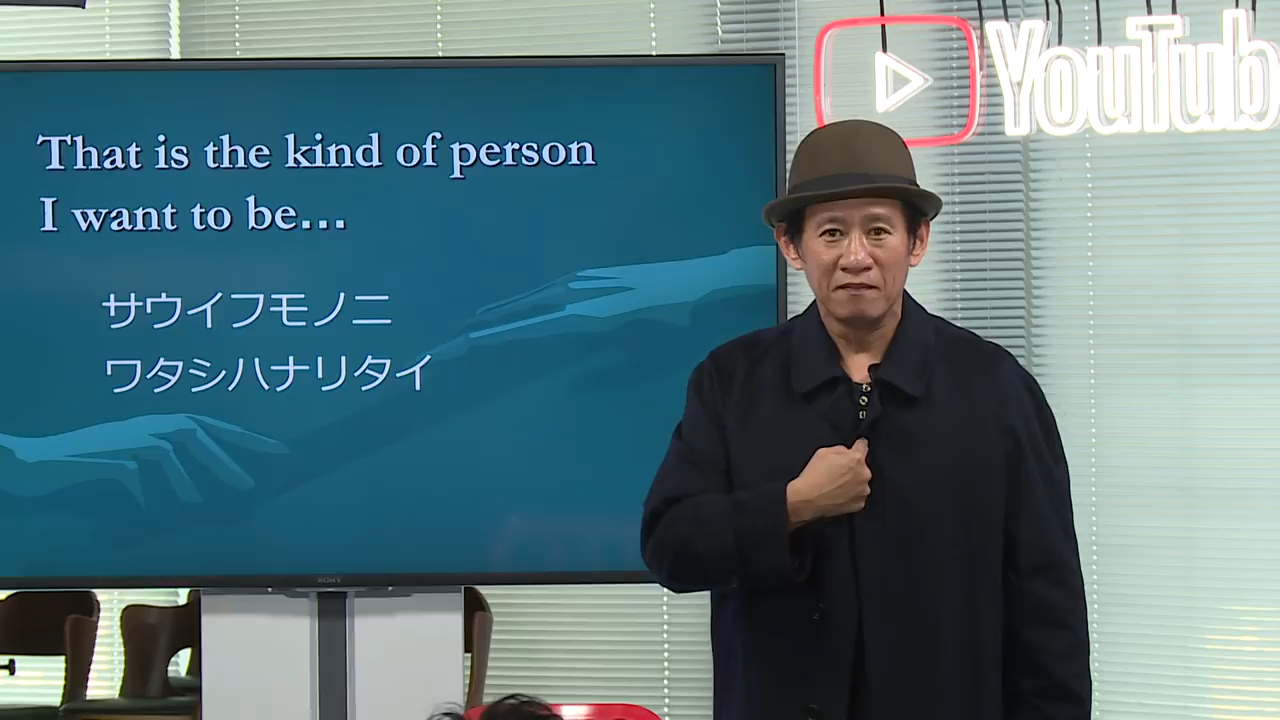 That is the kind of person
I want to be…
サウイフモノニ
ワタシハナリタイ
YouTub
SONY